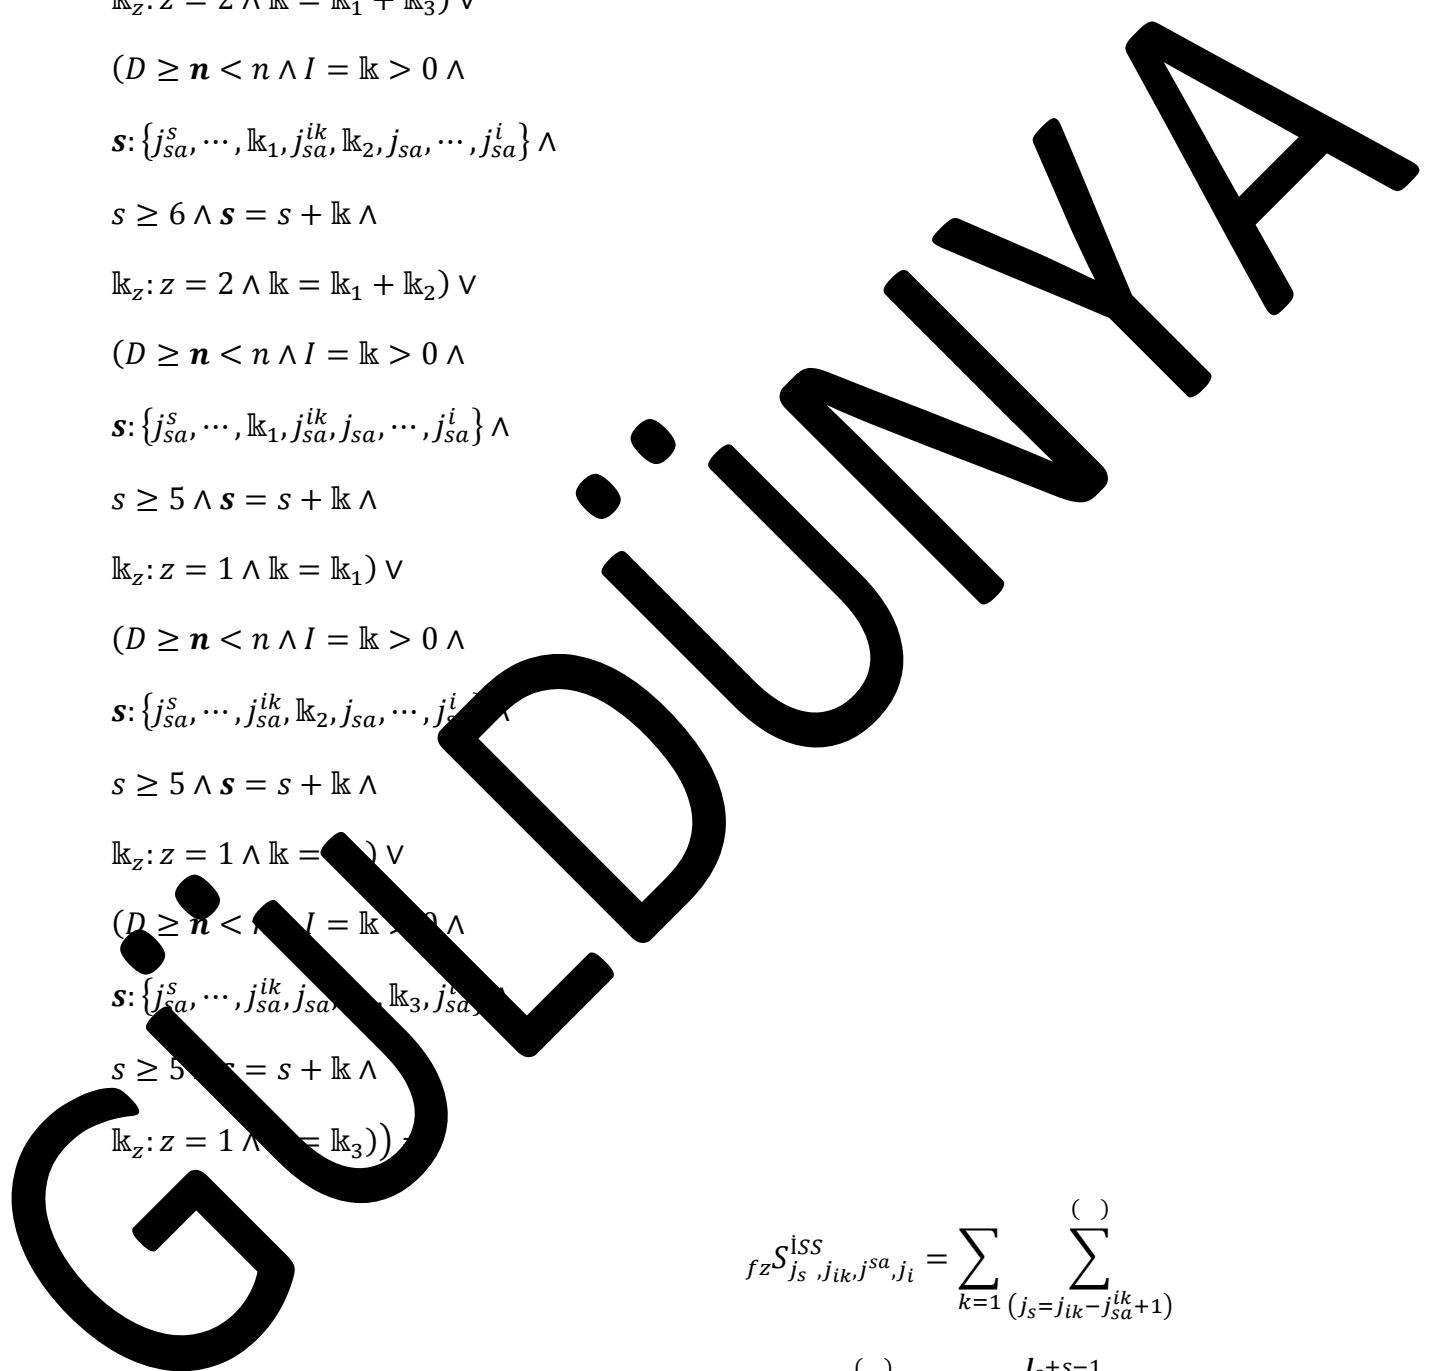 𝕜_z: z = 2 ∧ 𝕜 = 𝕜_1 + 𝕜_3) ∨
(D ≥ 𝒏 < n ∧ I = 𝕜 > 0 ∧
𝒔: {j_{sa}^{s}, ⋯ , 𝕜_1, j_{sa}^{ik}, 𝕜_2, j_{sa}, ⋯ , j_{sa}^{i}} ∧
s ≥ 6 ∧ 𝒔 = s + 𝕜 ∧
𝕜_z: z = 2 ∧ 𝕜 = 𝕜_1 + 𝕜_2) ∨
(D ≥ 𝒏 < n ∧ I = 𝕜 > 0 ∧
𝒔: {j_{sa}^{s}, ⋯ , 𝕜_1, j_{sa}^{ik}, j_{sa}, ⋯ , j_{sa}^{i}} ∧
s ≥ 5 ∧ 𝒔 = s + 𝕜 ∧
𝕜_z: z = 1 ∧ 𝕜 = 𝕜_1) ∨
(D ≥ 𝒏 < n ∧ I = 𝕜 > 0 ∧
𝒔: {j_{sa}^{s}, ⋯ , j_{sa}^{ik}, 𝕜_2, j_{sa}, ⋯ , ∧
s ≥ 5 ∧ 𝒔 = s + 𝕜 ∧
𝕜_z: z = 1 ∧ 𝕜 = ) ∨
(D ≥ 𝒏 < I = 𝕜 > 0 ∧
𝒔: {j_{sa}^{s}, ⋯ , j_{sa}^{ik}, j_{sa}, 𝕜_3,
s ≥ 5 = s + 𝕜 ∧
𝕜_z: z = 1 ∧ = 𝕜_3))
_{fz}S_{j_s,j_{ik},j^{sa},j_i}^{İSS} = ∑_{k=1} ∑_{(j_s=j_{ik}−j_{sa}^{ik}+1)}^{( )}
GÜLDÜNYA